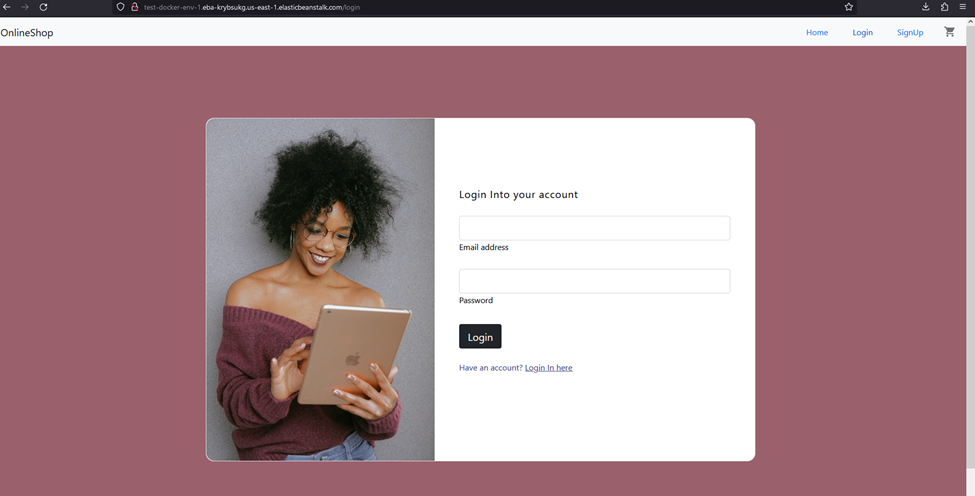 test-docker-env-1.eba-krybsukg.us-east-1.elasticbeanstalk.com/login
OnlineShop
Home
Login
SignUp
Login Into your account
Email address
Password
Login
Have an account? Login In here